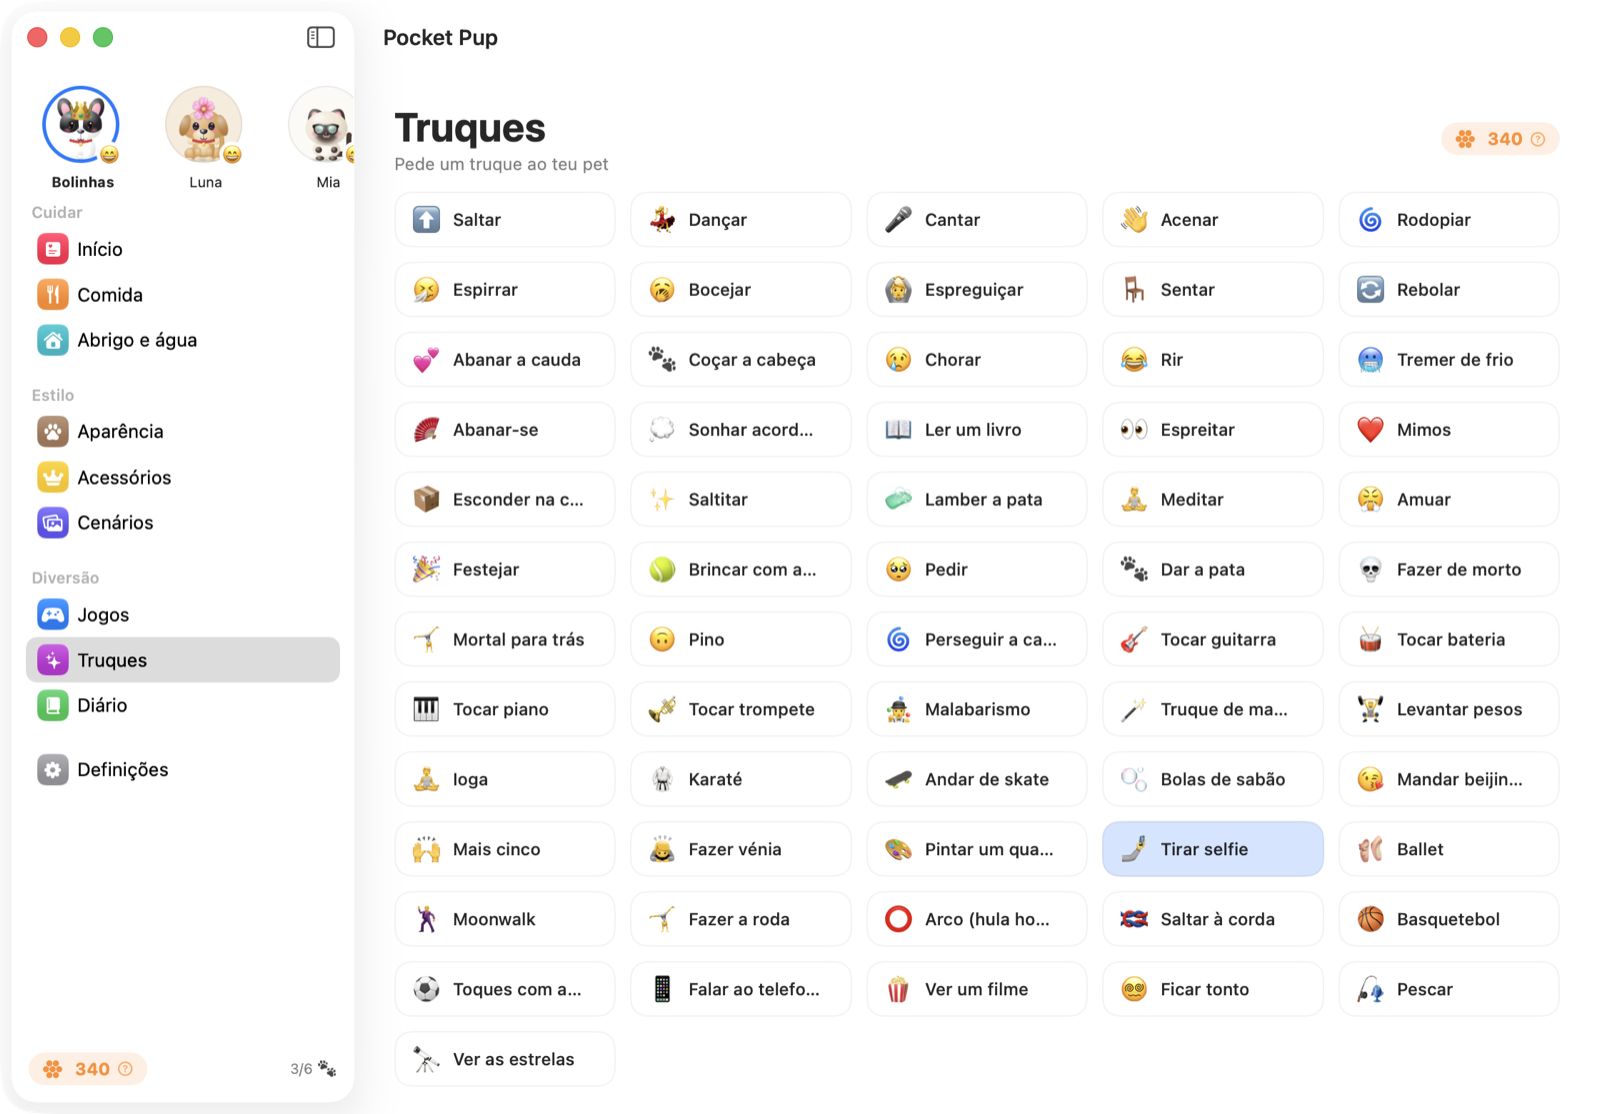 Pocket Pup
Bolinhas
Luna
Mia
Cuidar
Início
Comida
Abrigo e água
Estilo
Aparência
Acessórios
Cenários
Diversão
Jogos
Truques
Diário
Definições
340
3/6
Truques
340
Pede um truque ao teu pet
Saltar
Dançar
Cantar
Acenar
Rodopiar
Espirrar
Bocejar
Espreguiçar
Sentar
Rebolar
Abanar a cauda
Coçar a cabeça
Chorar
Rir
Tremer de frio
Abanar-se
Sonhar acord...
Ler um livro
Espreitar
Mimos
Esconder na c...
Saltitar
Lamber a pata
Meditar
Amuar
Festejar
Brincar com a...
Pedir
Dar a pata
Fazer de morto
Mortal para trás
Pino
Perseguir a ca...
Tocar guitarra
Tocar bateria
Tocar piano
Tocar trompete
Malabarismo
Truque de ma...
Levantar pesos
Ioga
Karaté
Andar de skate
Bolas de sabão
Mandar beijin...
Mais cinco
Fazer vénia
Pintar um qua...
Tirar selfie
Ballet
Moonwalk
Fazer a roda
Arco (hula ho...
Saltar à corda
Basquetebol
Toques com a...
Falar ao telefo...
Ver um filme
Ficar tonto
Pescar
Ver as estrelas